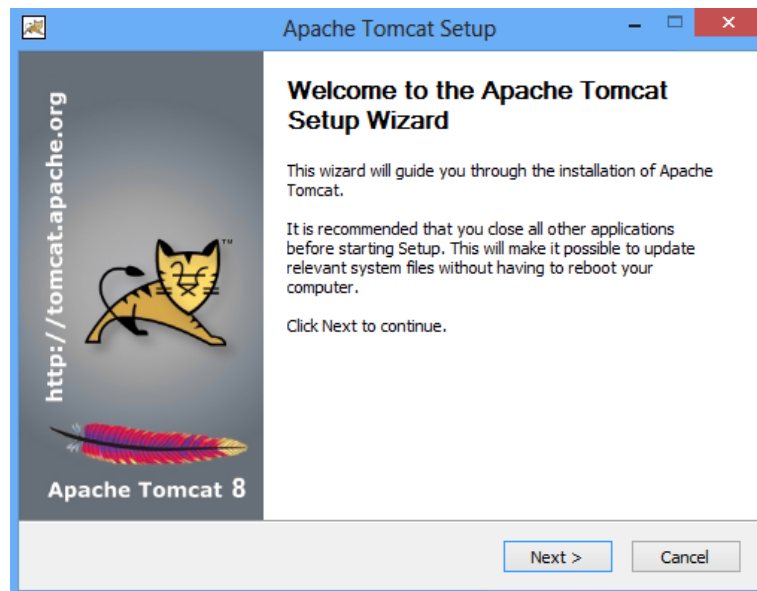 Apache Tomcat Setup
http://tomcat.apache.org
TM
Apache Tomcat 8
Welcome to the Apache Tomcat
Setup Wizard
This wizard will guide you through the installation of Apache
Tomcat.
It is recommended that you close all other applications
before starting Setup. This will make it possible to update
relevant system files without having to reboot your
computer.
Click Next to continue.
Next >
Cancel